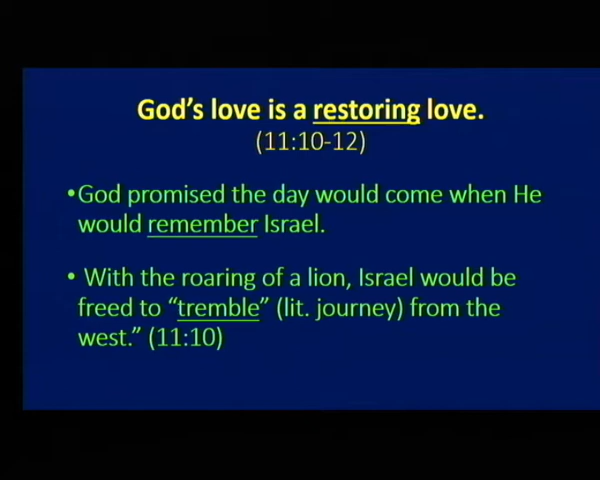 God's love is a restoring love.
(11:10-12)
•God promised the day would come when He
would remember Israel.
• With the roaring of a lion, Israel would be
freed to “tremble” (lit. journey) from the
west.” (11:10)